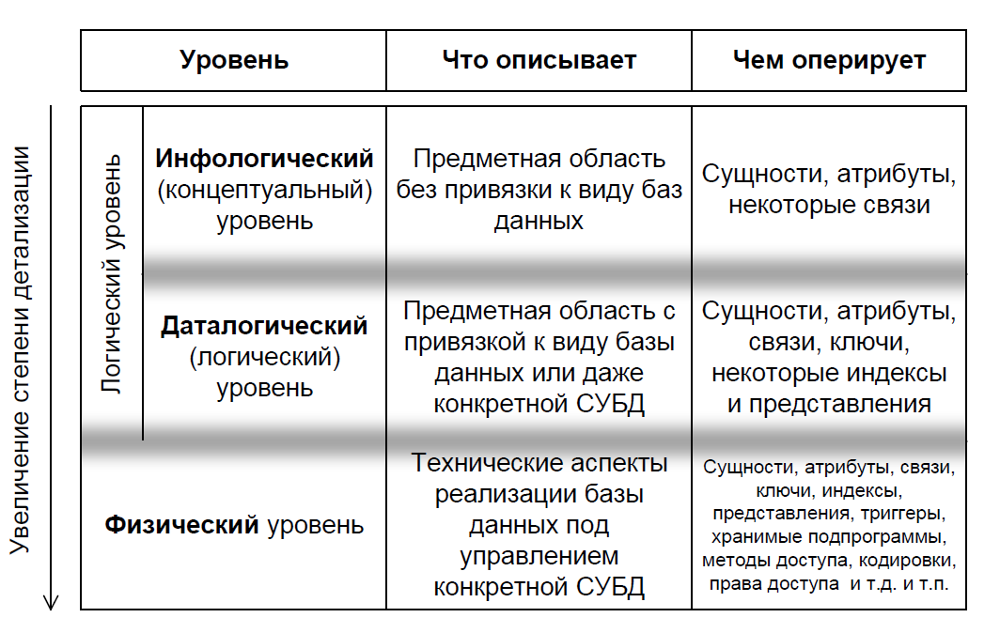 Уровень
Что описывает
Чем оперирует
Увеличение степени детализации
Логический уровень
Инфологический
(концептуальный)
уровень
Предметная область
без привязки к виду баз
данных
Сущности, атрибуты,
некоторые связи
Даталогический
(логический)
уровень
Предметная область с
привязкой к виду базы
данных или даже
конкретной СУБД
Сущности, атрибуты,
связи, ключи,
некоторые индексы
и представления
Физический уровень
Технические аспекты
реализации базы
данных под
управлением
конкретной СУБД
Сущности, атрибуты, связи,
ключи, индексы,
представления, триггеры,
хранимые подпрограммы,
методы доступа, кодировки,
права доступа и т.д. и т.п.